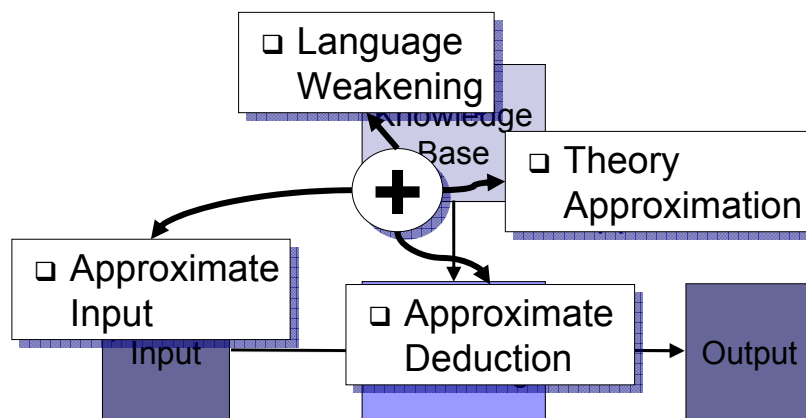 ❑ Language
Weakening
Knowledge
Base
+
❑ Theory
Approximation
❑ Approximate
Input
❑ Approximate
Deduction
Input
Output